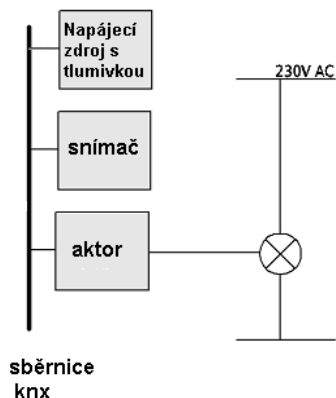 Napájecí
zdroj s
tlumivkou
230V AC
snímač
aktor
sběrnice
knx